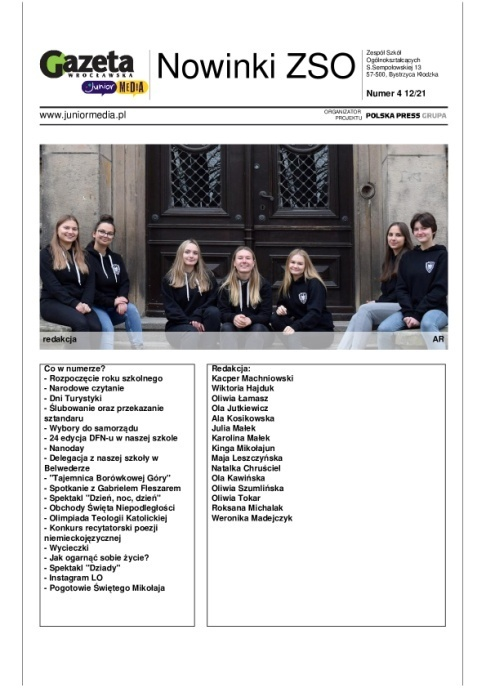 Gazeta
WROCŁAWSKA
junior MEDIA
Nowinki ZSO
Zespół Szkół
Ogólnokształcących
S.Sempołowskiej 13
57-500, Bystrzyca Kłodzka
Numer 4 12/21
www.juniormedia.pl
ORGANIZATOR
PROJEKTU
POLSKA PRESS GRUPA
redakcja
AR
Co w numerze?
- Rozpoczęcie roku szkolnego
- Narodowe czytanie
- Dni Turystyki
- Ślubowanie oraz przekazanie
sztandaru
- Wybory do samorządu
- 24 edycja DFN-u w naszej szkole
- Nanoday
- Delegacja z naszej szkoły w
Belwederze
- "Tajemnica Borówkowej Góry"
- Spotkanie z Gabrielem Fleszarem
- Spektakl "Dzień, noc, dzień"
- Obchody Święta Niepodległości
- Olimpiada Teologii Katolickiej
- Konkurs recytatorski poezji
niemieckojęzycznej
- Wycieczki
- Jak ogarnąć sobie życie?
- Spektakl "Dziady"
- Instagram LO
- Pogotowie Świętego Mikołaja
Redakcja:
Kacper Machniowski
Wiktoria Hajduk
Oliwia Łamasz
Ola Jutkiewicz
Ala Kosikowska
Julia Małek
Karolina Małek
Kinga Mikołajun
Maja Leszczyńska
Natalka Chruściel
Ola Kawińska
Oliwia Szumlińska
Oliwia Tokar
Roksana Michalak
Weronika Madejczyk